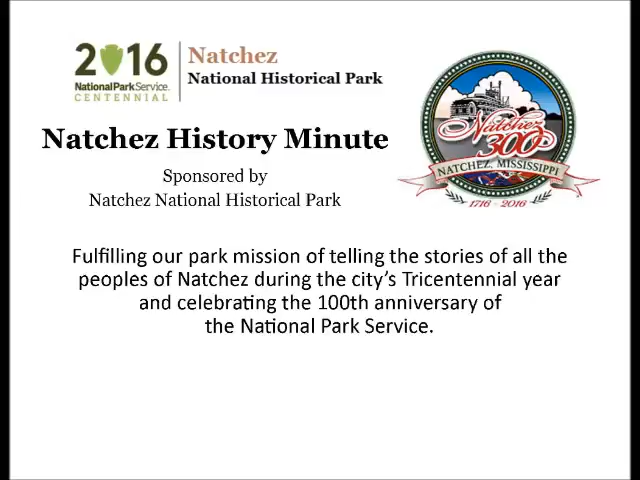 2016
National Park Service
CENTENNIAL
Natchez
National Historical Park
Natchez History Minute
Sponsored by
Natchez National Historical Park
Natchez
300
NATCHEZ, MISSISSIPPI
1716 - 2016
Fulfilling our park mission of telling the stories of all the
peoples of Natchez during the city's Tricentennial year
and celebrating the 100th anniversary of
the National Park Service.